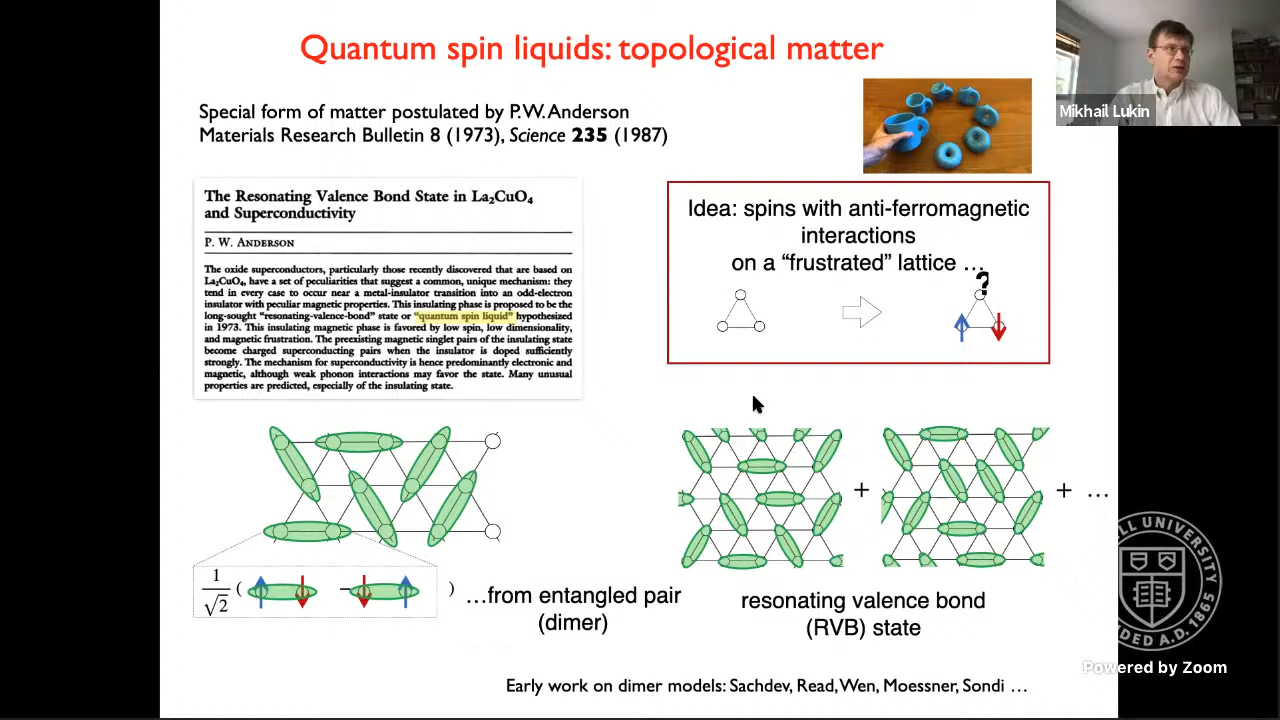 Quantum spin liquids: topological matter
Mikhail Lukin
Special form of matter postulated by P.W. Anderson
Materials Research Bulletin 8 (1973), Science 235 (1987)
The Resonating Valence Bond State in La₂CuO₄
and Superconductivity
P. W. ANDERSON
The oxide superconductors, particularly those recently discovered that are based on
La₂CuO₄, have a set of peculiarities that suggest a common, unique mechanism: they
tend in every case to occur near a metal-insulator transition into an odd-electron
insulator with peculiar magnetic properties. This insulating phase is proposed to be the
long-sought "resonating-valence-bond" state or "quantum spin liquid" hypothesized
in 1973. This insulating magnetic phase is favored by low spin, low dimensionality,
and magnetic frustration. The preexisting magnetic singlet pairs of the insulating state
become charged superconducting pairs when the insulator is doped sufficiently
strongly. The mechanism for superconductivity is hence predominantly electronic and
magnetic, although weak phonon interactions may favor the state. Many unusual
properties are predicted, especially of the insulating state.
Idea: spins with anti-ferromagnetic
interactions
on a “frustrated” lattice …
?
+
+ …
1
√2
( − )
…from entangled pair
(dimer)
resonating valence bond
(RVB) state
LL UNIVERSITY
DED A.D. 1865
Powered by Zoom
Early work on dimer models: Sachdev, Read, Wen, Moessner, Sondi …